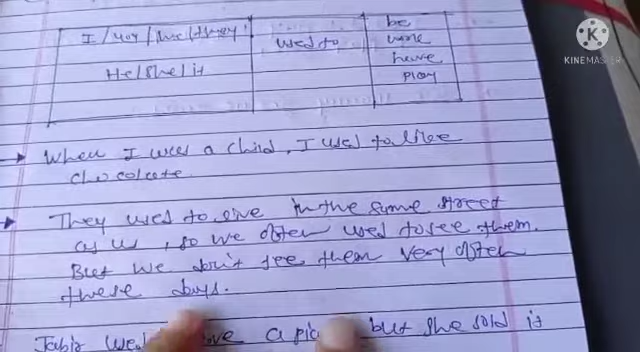 I / you / we / they
He / she / it
used to
be
work
have
play
KINEMASTER
When I was a child, I used to like
chocolate.
They used to live in the same street
as us, so we often used to see them.
But we don't see them very often
these days.
a piano but she sold it